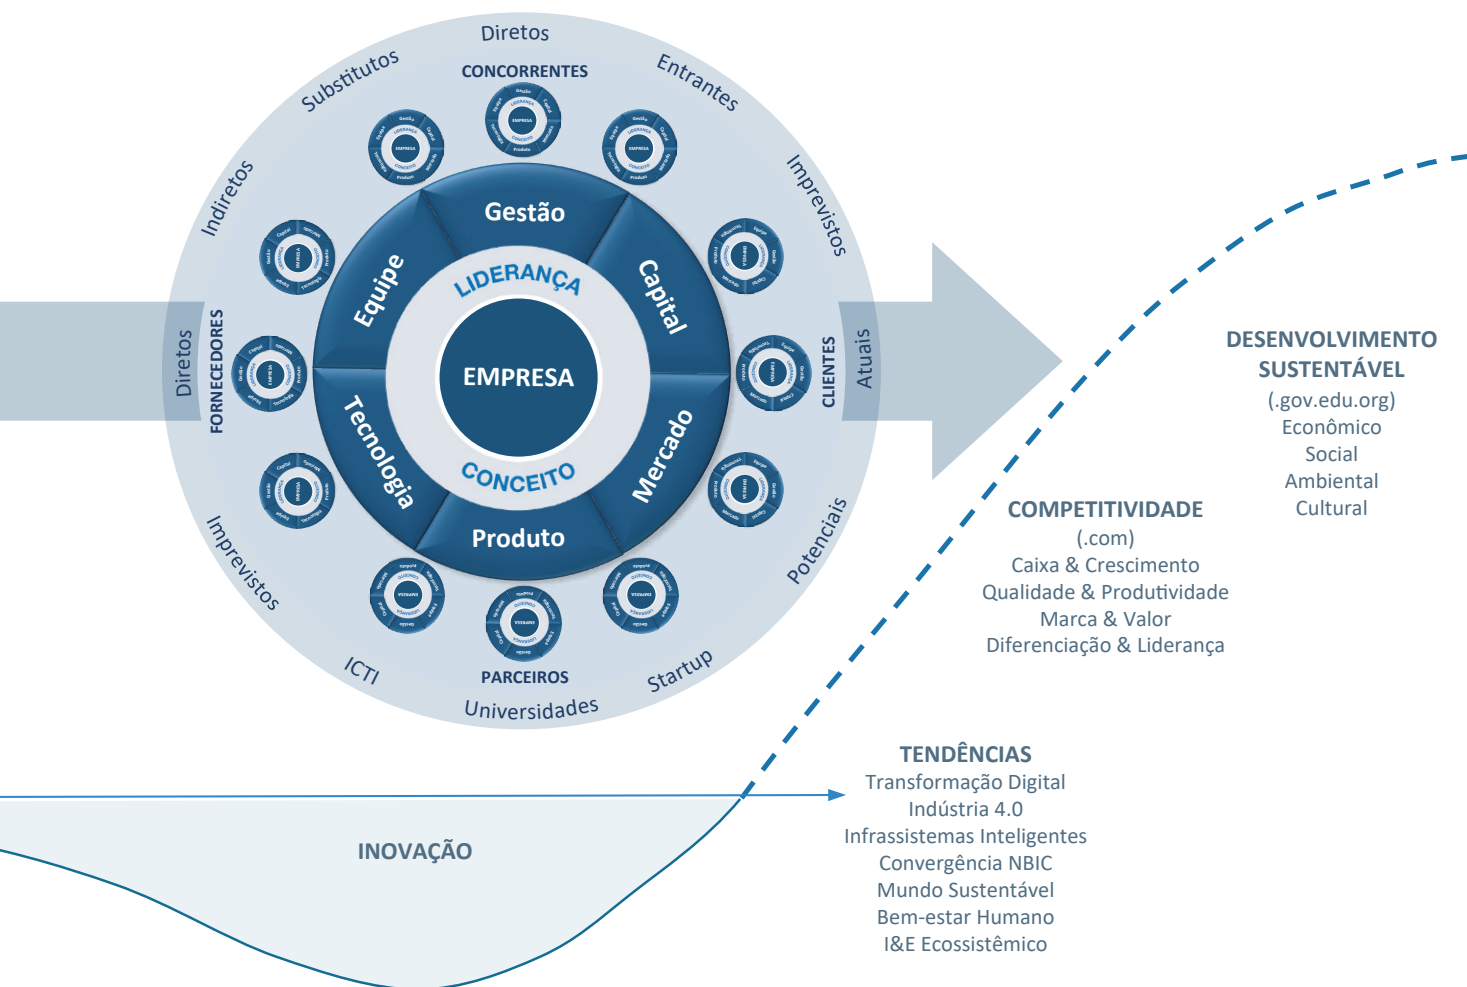 Diretos
Substitutos
Entrantes
CONCORRENTES
Indiretos
Imprevistos
Gestão
Equipe
Capital
LIDERANÇA
EMPRESA
CONCEITO
Tecnologia
Mercado
Produto
Diretos
FORNECEDORES
CLIENTES
Atuais
Imprevistos
Potenciais
ICTI
PARCEIROS
Startup
Universidades
DESENVOLVIMENTO
SUSTENTÁVEL
(.gov.edu.org)
Econômico
Social
Ambiental
Cultural
COMPETITIVIDADE
(.com)
Caixa & Crescimento
Qualidade & Produtividade
Marca & Valor
Diferenciação & Liderança
TENDÊNCIAS
Transformação Digital
Indústria 4.0
Infrassistemas Inteligentes
Convergência NBIC
Mundo Sustentável
Bem-estar Humano
I&E Ecossistêmico
INOVAÇÃO